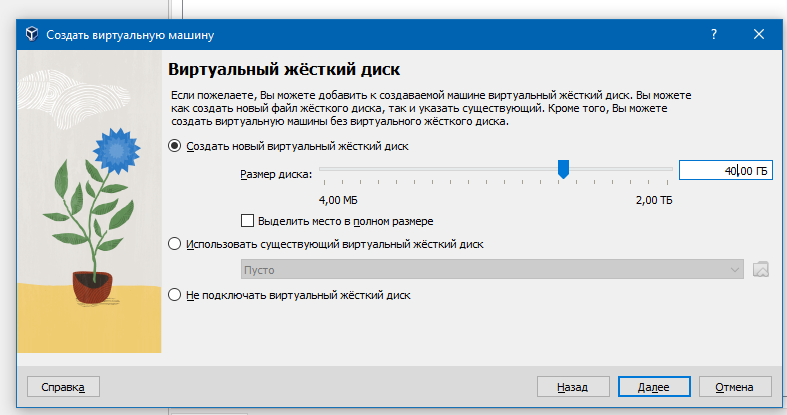 Создать виртуальную машину
?
Виртуальный жёсткий диск
Если пожелаете, Вы можете добавить к создаваемой машине виртуальный жёсткий диск. Вы можете
как создать новый файл жёсткого диска, так и указать существующий. Кроме того, Вы можете
создать виртуальную машины без виртуального жёсткого диска.
Создать новый виртуальный жёсткий диск
Размер диска:
40,00 ГБ
4,00 МБ
2,00 ТБ
Выделить место в полном размере
Использовать существующий виртуальный жёсткий диск
Пусто
Не подключать виртуальный жёсткий диск
Справка
Назад
Далее
Отмена